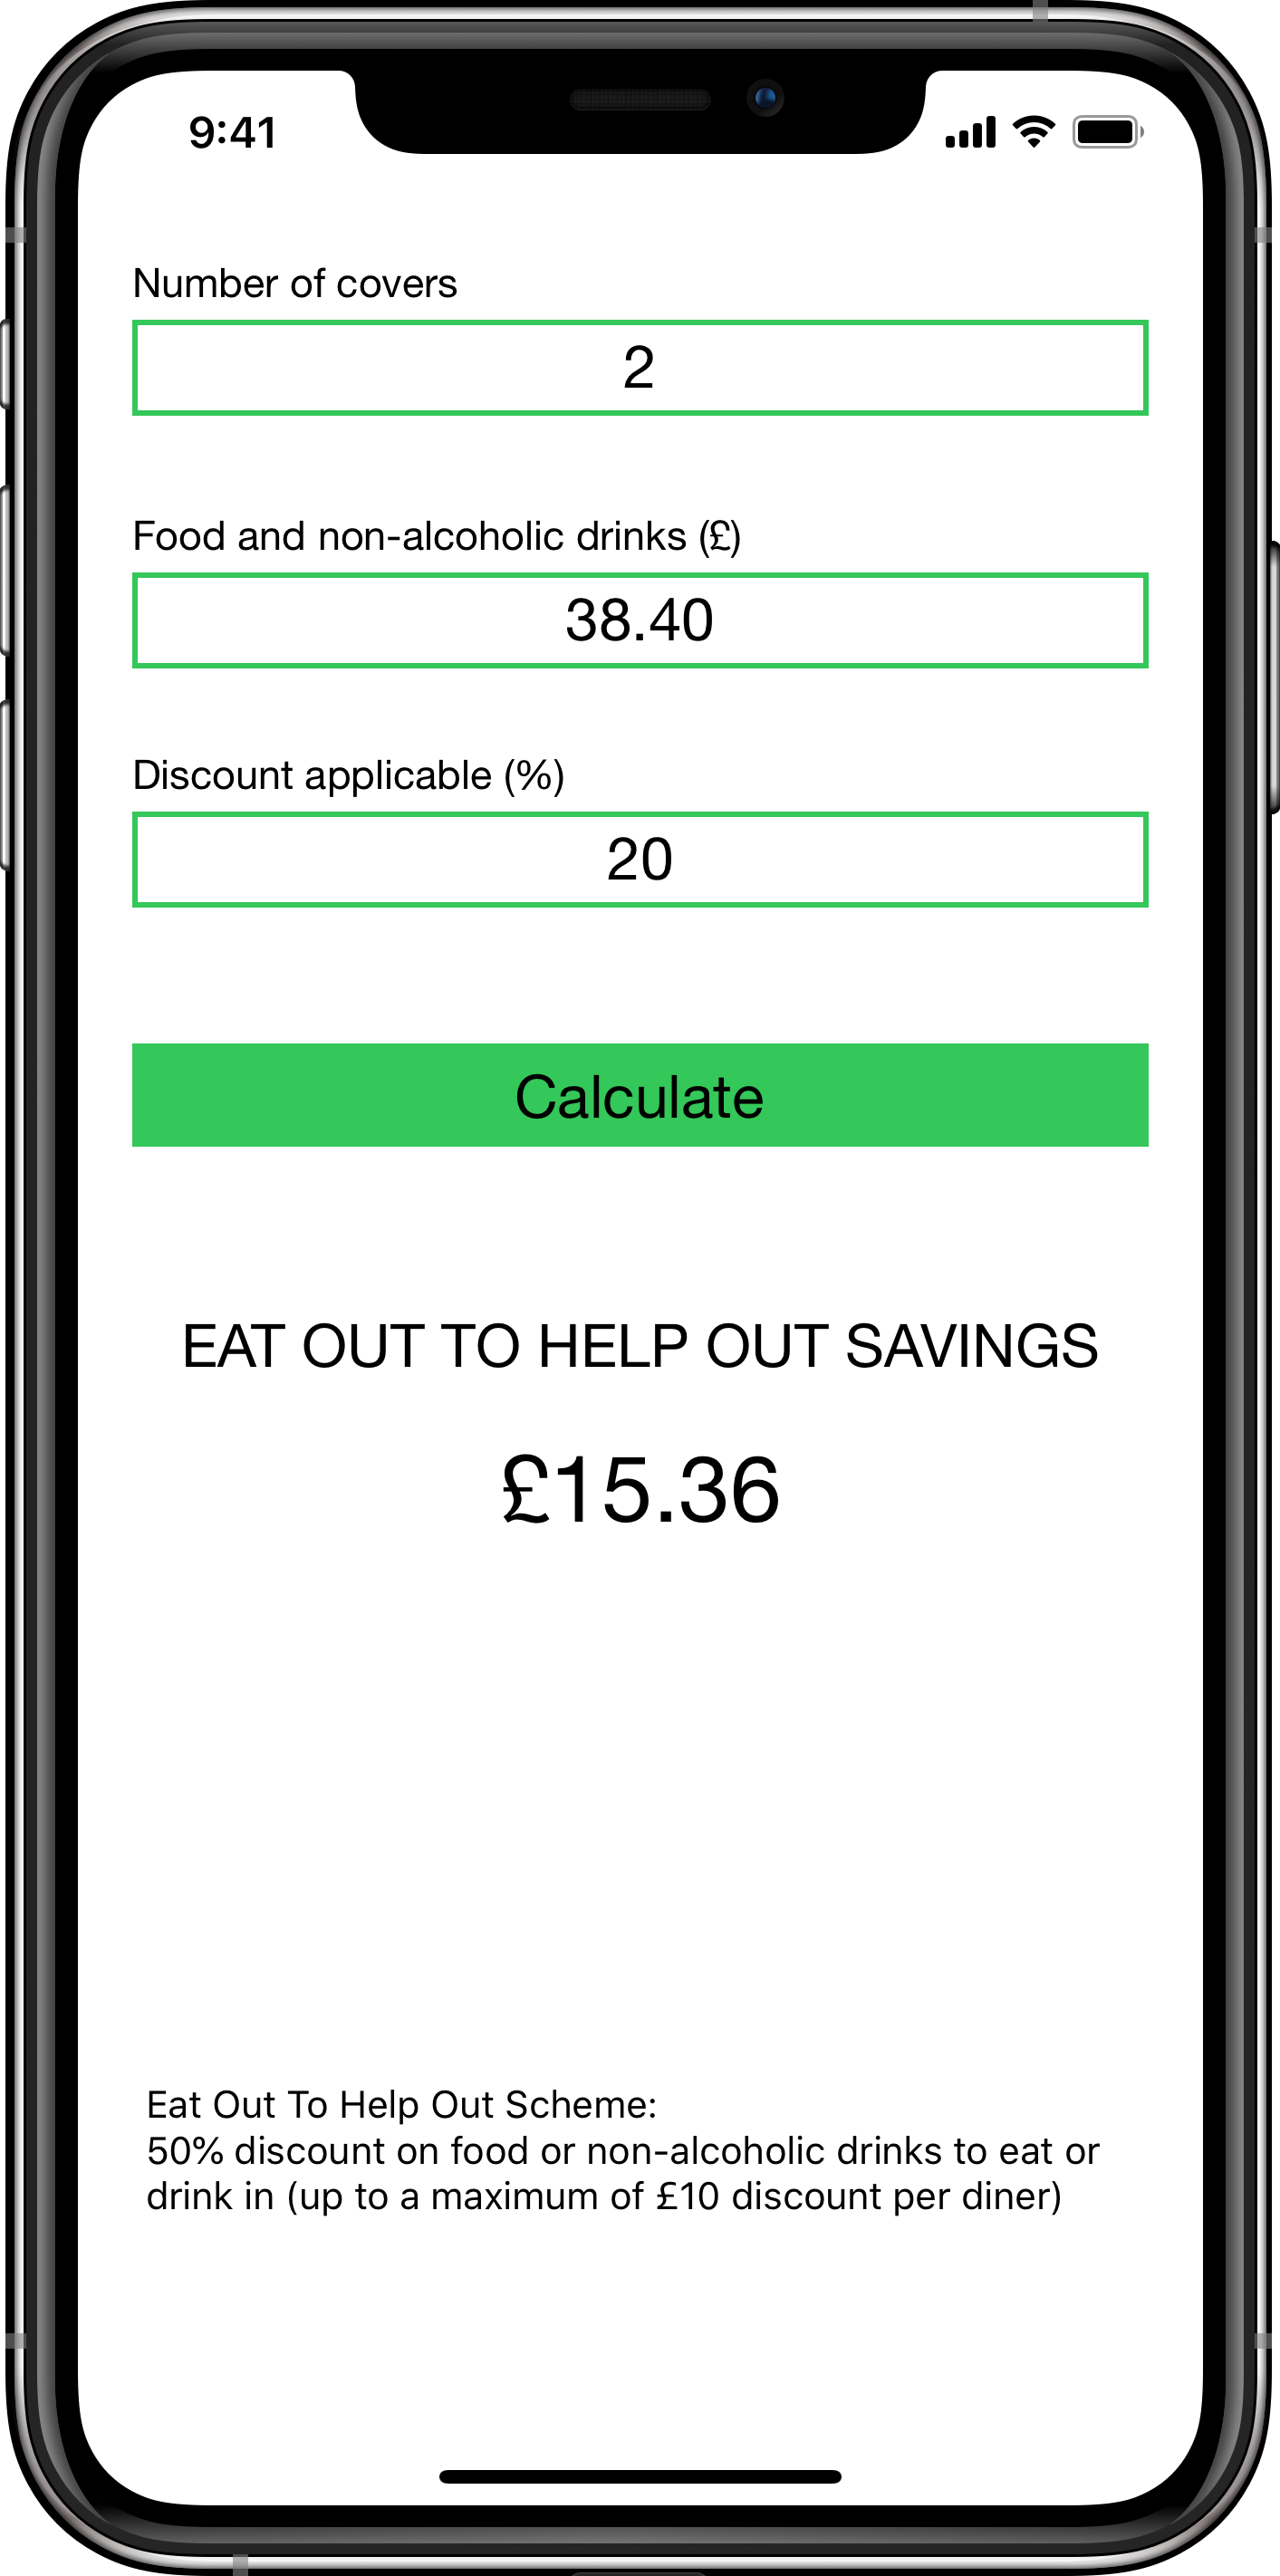 9:41
Number of covers
2
Food and non-alcoholic drinks (£)
38.40
Discount applicable (%)
20
Calculate
EAT OUT TO HELP OUT SAVINGS
£15.36
Eat Out To Help Out Scheme:
50% discount on food or non-alcoholic drinks to eat or
drink in (up to a maximum of £10 discount per diner)